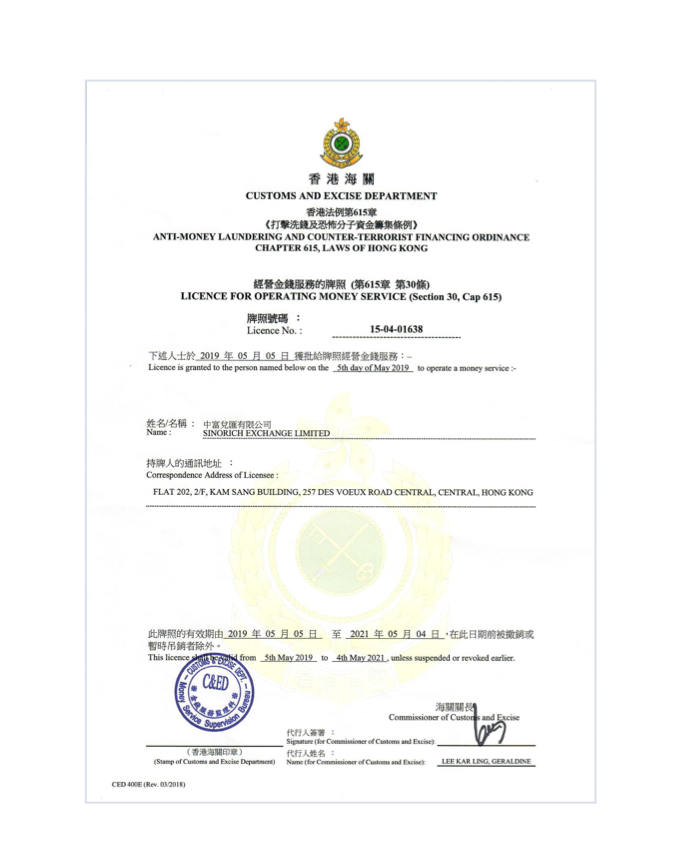 香港海關
CUSTOMS AND EXCISE DEPARTMENT
香港法例第615章
《打擊洗錢及恐怖分子資金籌集條例》
ANTI-MONEY LAUNDERING AND COUNTER-TERRORIST FINANCING ORDINANCE
CHAPTER 615, LAWS OF HONG KONG
經營金錢服務的牌照 (第615章 第30條)
LICENCE FOR OPERATING MONEY SERVICE (Section 30, Cap 615)
牌照號碼 :
Licence No. : 15-04-01638
下述人士於 2019 年 05 月 05 日 獲批給牌照經營金錢服務：–
Licence is granted to the person named below on the 5th day of May 2019 to operate a money service :-
姓名/名稱 : 中富兌匯有限公司
Name : SINORICH EXCHANGE LIMITED
持牌人的通訊地址 :
Correspondence Address of Licensee :
FLAT 202, 2/F, KAM SANG BUILDING, 257 DES VOEUX ROAD CENTRAL, CENTRAL, HONG KONG
此牌照的有效期由 2019 年 05 月 05 日 至 2021 年 05 月 04 日，在此日期前被撤銷或
暫時吊銷者除外。
This licence shall be valid from 5th May 2019 to 4th May 2021, unless suspended or revoked earlier.
CUSTOMS & EXCISE DEPT.
C&ED
Money Service Supervision Bureau
海關關長
Commissioner of Customs and Excise
代行人簽署 :
Signature (for Commissioner of Customs and Excise):
（香港海關印章）
(Stamp of Customs and Excise Department)
代行人姓名 :
Name (for Commissioner of Customs and Excise): LEE KAR LING, GERALDINE
CED 400E (Rev. 03/2018)